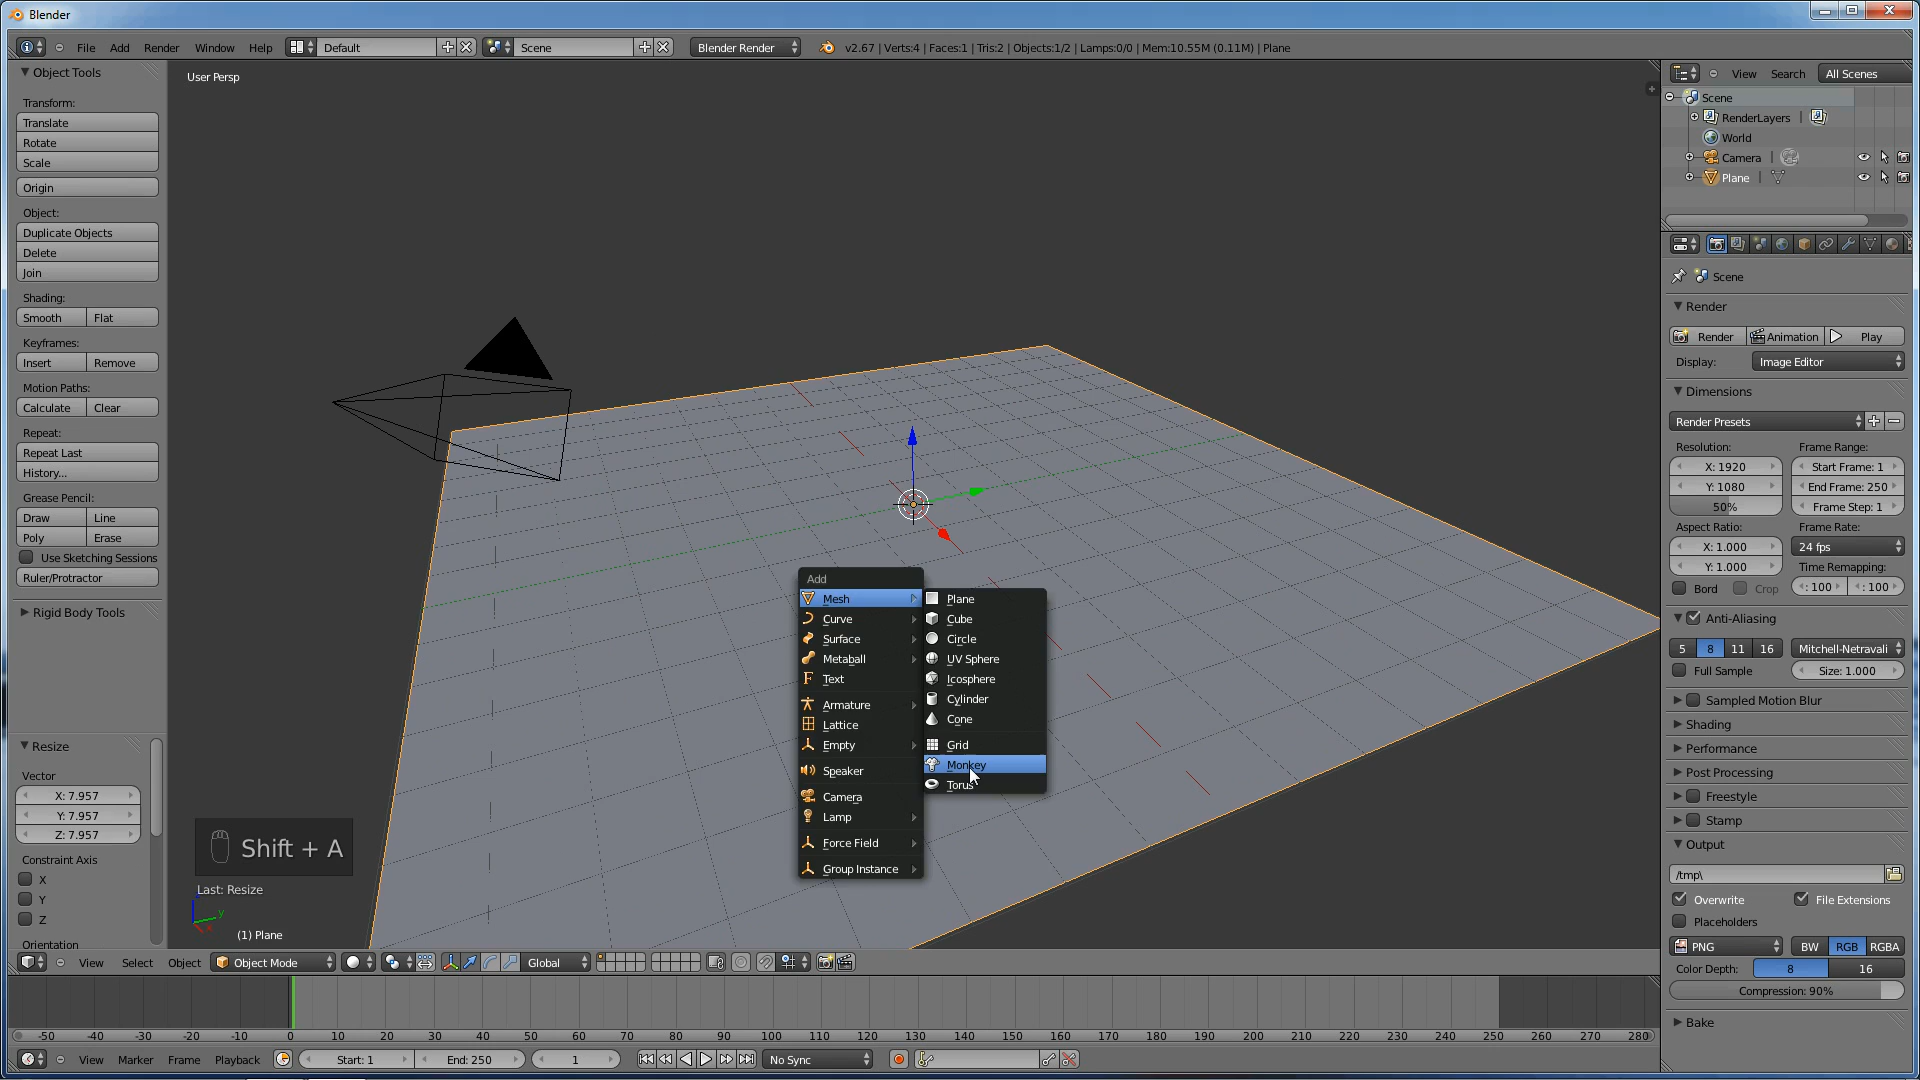 Blender
File Add Render Window Help Default Scene Blender Render v2.67 | Verts:4 | Faces:1 | Tris:2 | Objects:1/2 | Lamps:0/0 | Mem:10.55M (0.11M) | Plane
Object Tools
Transform:
Translate
Rotate
Scale
Origin
Object:
Duplicate Objects
Delete
Join
Shading:
Smooth Flat
Keyframes:
Insert Remove
Motion Paths:
Calculate Clear
Repeat:
Repeat Last
History...
Grease Pencil:
Draw Line
Poly Erase
Use Sketching Sessions
Ruler/Protractor
Rigid Body Tools
Resize
Vector
X: 7.957
Y: 7.957
Z: 7.957
Constraint Axis
X
Y
Z
Orientation
User Persp
Add
Mesh
Curve
Surface
Metaball
Text
Armature
Lattice
Empty
Speaker
Camera
Lamp
Force Field
Group Instance
Plane
Cube
Circle
UV Sphere
Icosphere
Cylinder
Cone
Grid
Monkey
Torus
Shift + A
Last: Resize
y
x
(1) Plane
View Select Object Object Mode Global
-50 -40 -30 -20 -10 0 10 20 30 40 50 60 70 80 90 100 110 120 130 140 150 160 170 180 190 200 210 220 230 240 250 260 270 280
View Marker Frame Playback Start: 1 End: 250 1 No Sync
View Search All Scenes
Scene
RenderLayers |
World
Camera |
Plane |
Scene
Render
Render Animation Play
Display: Image Editor
Dimensions
Render Presets
Resolution: Frame Range:
X: 1920 Start Frame: 1
Y: 1080 End Frame: 250
50% Frame Step: 1
Aspect Ratio: Frame Rate:
X: 1.000 24 fps
Y: 1.000 Time Remapping:
Bord Crop : 100 : 100
Anti-Aliasing
5 8 11 16 Mitchell-Netravali
Full Sample Size: 1.000
Sampled Motion Blur
Shading
Performance
Post Processing
Freestyle
Stamp
Output
/tmp\
Overwrite File Extensions
Placeholders
PNG BW RGB RGBA
Color Depth: 8 16
Compression: 90%
Bake